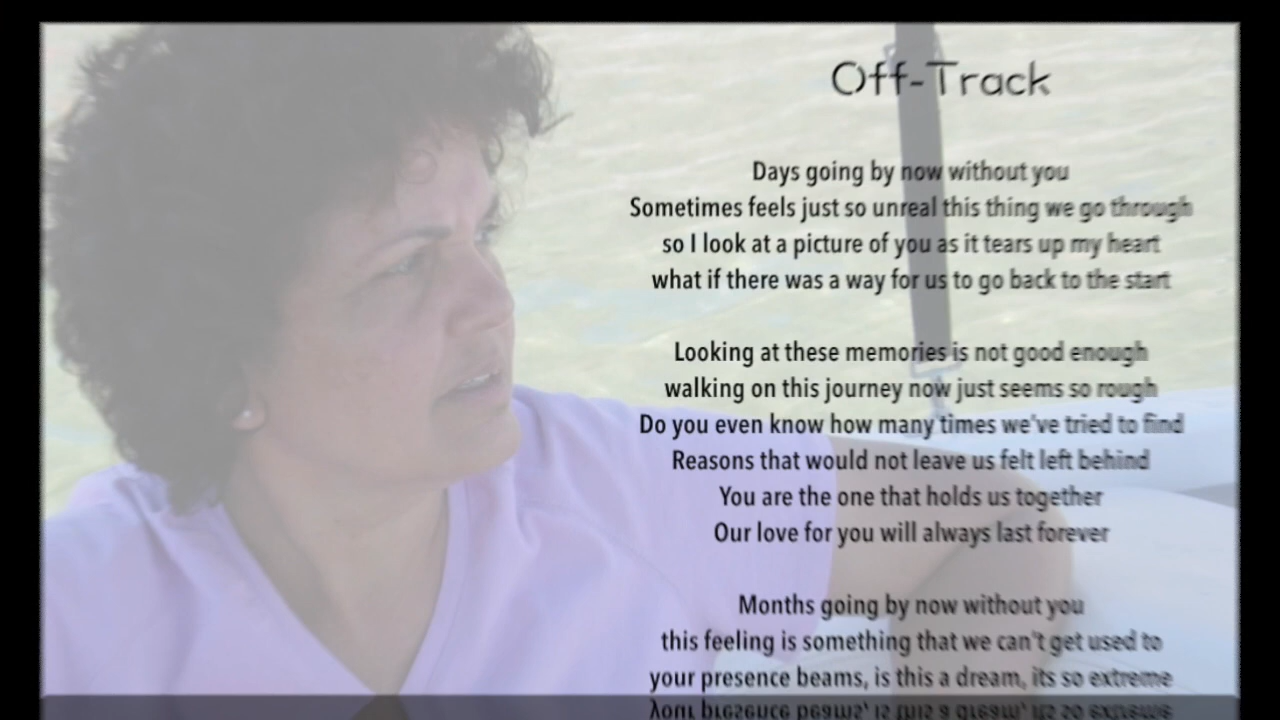 Off-Track
Days going by now without you
Sometimes feels just so unreal this thing we go through
so I look at a picture of you as it tears up my heart
what if there was a way for us to go back to the start
Looking at these memories is not good enough
walking on this journey now just seems so rough
Do you even know how many times we've tried to find
Reasons that would not leave us felt left behind
You are the one that holds us together
Our love for you will always last forever
Months going by now without you
this feeling is something that we can't get used to
your presence beams, is this a dream, its so extreme